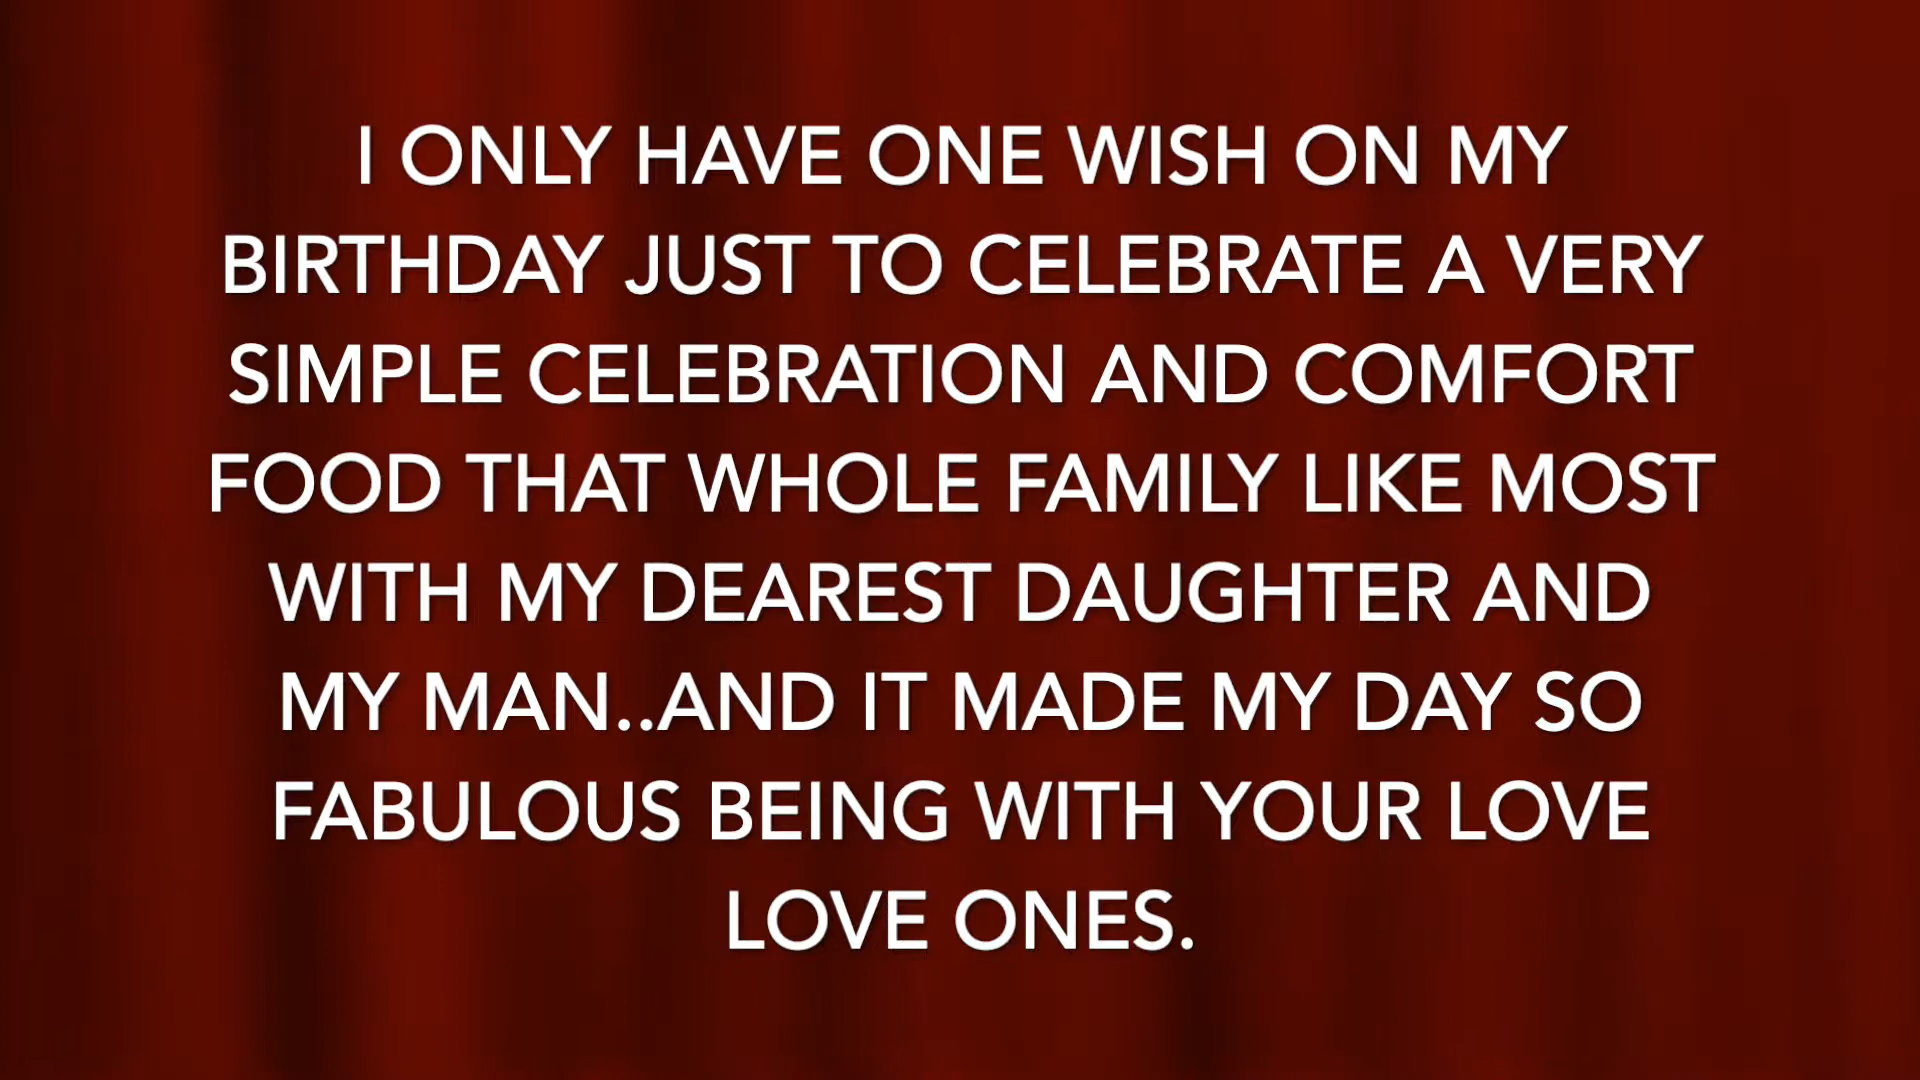 I ONLY HAVE ONE WISH ON MY
BIRTHDAY JUST TO CELEBRATE A VERY
SIMPLE CELEBRATION AND COMFORT
FOOD THAT WHOLE FAMILY LIKE MOST
WITH MY DEAREST DAUGHTER AND
MY MAN..AND IT MADE MY DAY SO
FABULOUS BEING WITH YOUR LOVE
LOVE ONES.